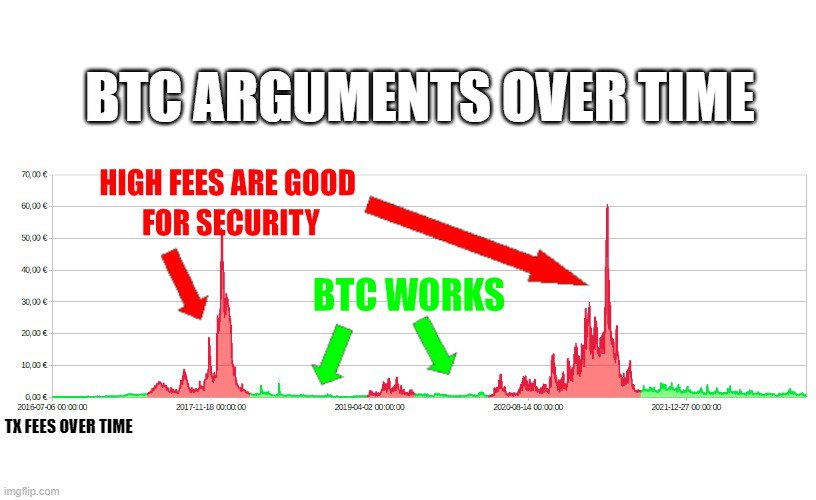 BTC ARGUMENTS OVER TIME
70,00 €
HIGH FEES ARE GOOD
FOR SECURITY
60,00 €
50,00 €
40,00 €
BTC WORKS
30,00 €
20,00 €
10,00 €
0,00 €
2016-07-06 00:00:00 2017-11-18 00:00:00 2019-04-02 00:00:00 2020-08-14 00:00:00 2021-12-27 00:00:00
TX FEES OVER TIME
imgflip.com